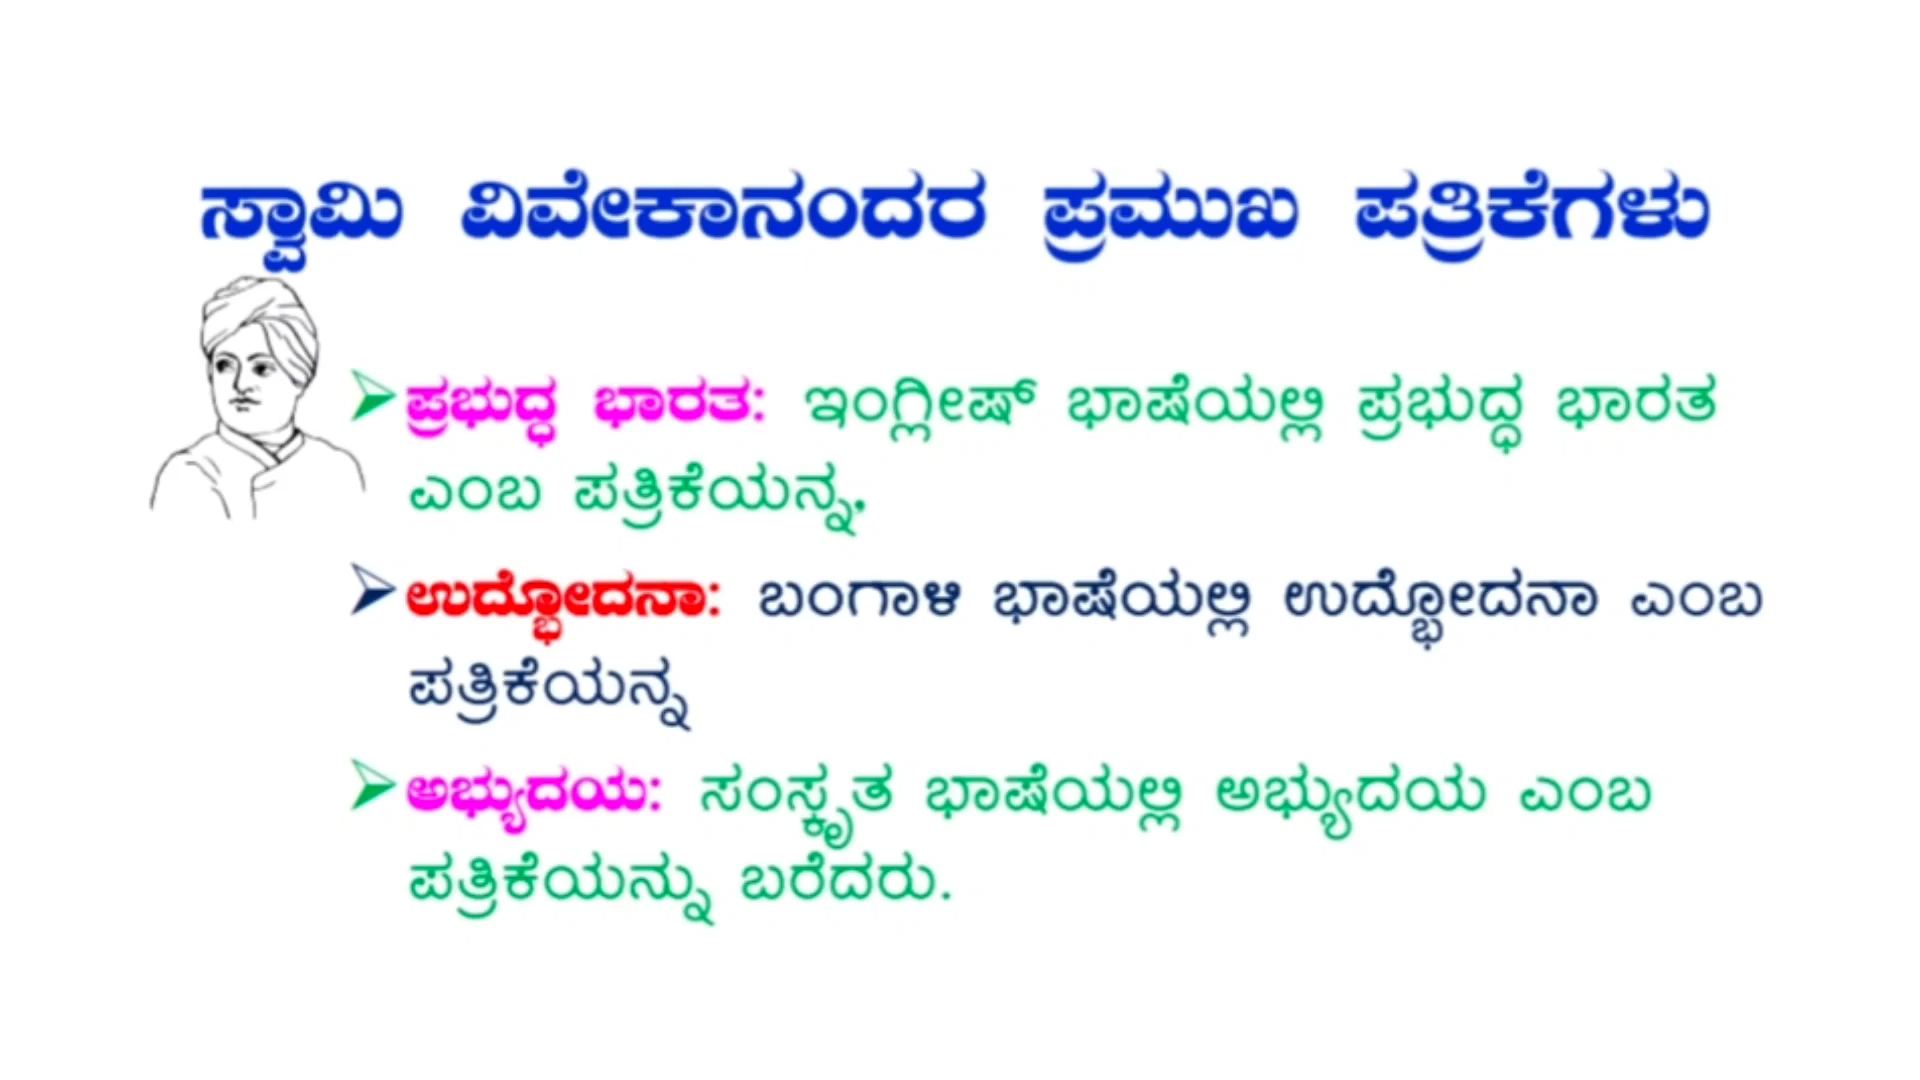 ಸ್ವಾಮಿ ವಿವೇಕಾನಂದರ ಪ್ರಮುಖ ಪತ್ರಿಕೆಗಳು
ಪ್ರಭುದ್ಧ ಭಾರತ: ಇಂಗ್ಲೀಷ್ ಭಾಷೆಯಲ್ಲಿ ಪ್ರಭುದ್ಧ ಭಾರತ
ಎಂಬ ಪತ್ರಿಕೆಯನ್ನ,
ಉದ್ಭೋದನಾ: ಬಂಗಾಳಿ ಭಾಷೆಯಲ್ಲಿ ಉದ್ಭೋದನಾ ಎಂಬ
ಪತ್ರಿಕೆಯನ್ನ
ಅಭ್ಯುದಯ: ಸಂಸ್ಕೃತ ಭಾಷೆಯಲ್ಲಿ ಅಭ್ಯುದಯ ಎಂಬ
ಪತ್ರಿಕೆಯನ್ನು ಬರೆದರು.